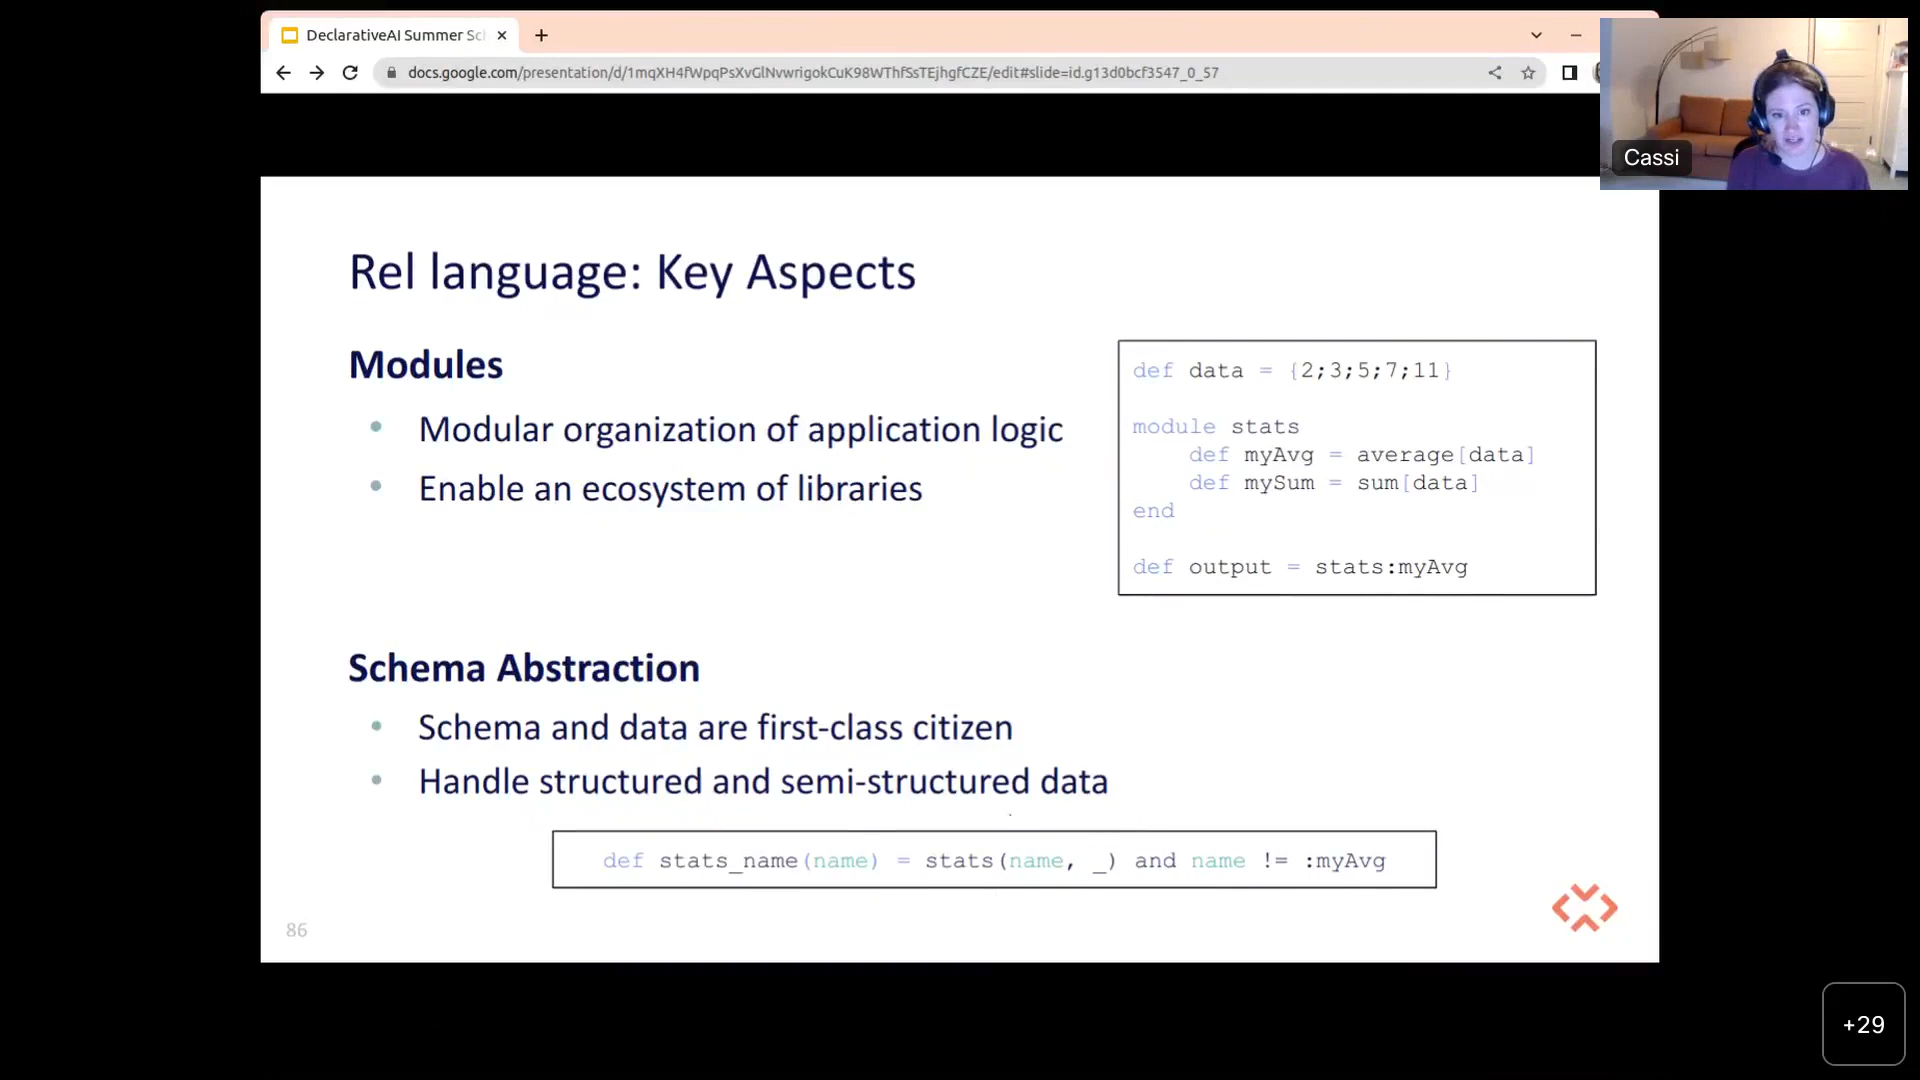 DeclarativeAI Summer Sc
docs.google.com/presentation/d/1mqXH4fWpqPsXvGlNvwrigokCuK98WThfSsTEjhgfCZE/edit#slide=id.g13d0bcf3547_0_57
Cassi
Rel language: Key Aspects
Modules
• Modular organization of application logic
• Enable an ecosystem of libraries
def data = {2;3;5;7;11}
module stats
def myAvg = average[data]
def mySum = sum[data]
end
def output = stats:myAvg
Schema Abstraction
• Schema and data are first-class citizen
• Handle structured and semi-structured data
def stats_name(name) = stats(name, _) and name != :myAvg
86
+29